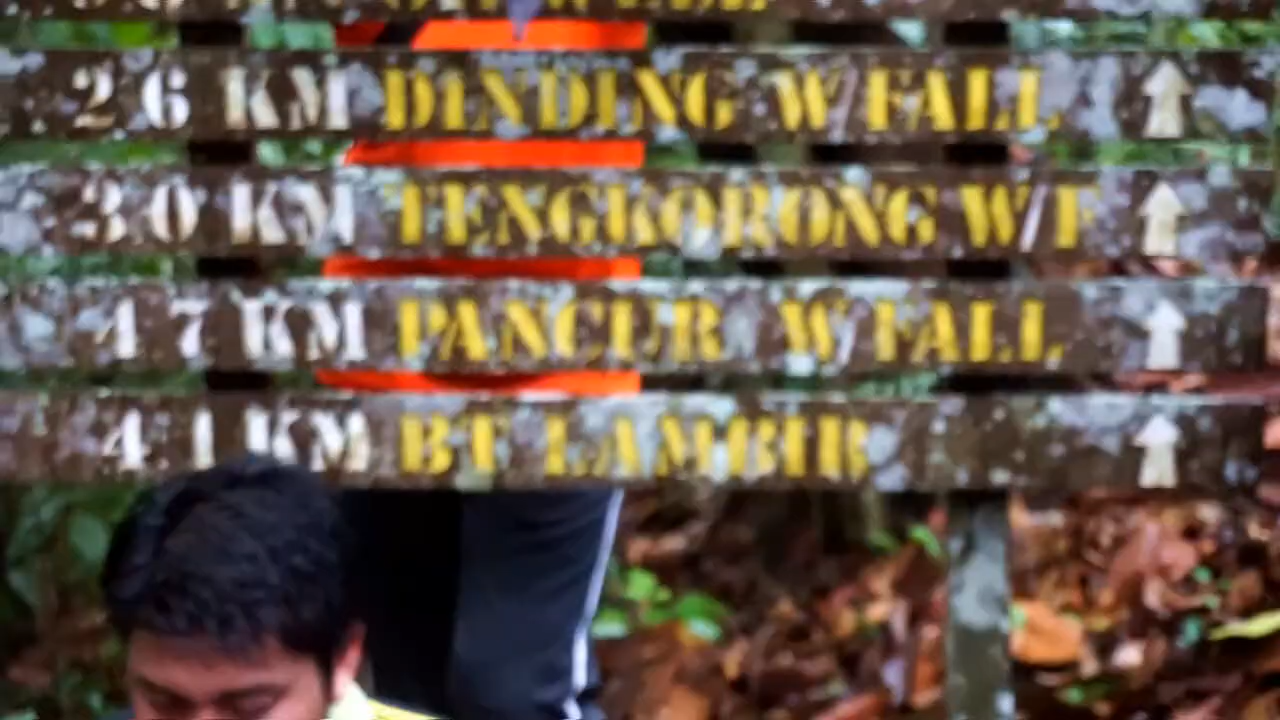 2.6 KM DINDING W/FALL ↑
3.0 KM TENGKORONG W/F ↑
4.7 KM PANCUR W/FALL ↑
4.1 KM BT LAMBIR ↑